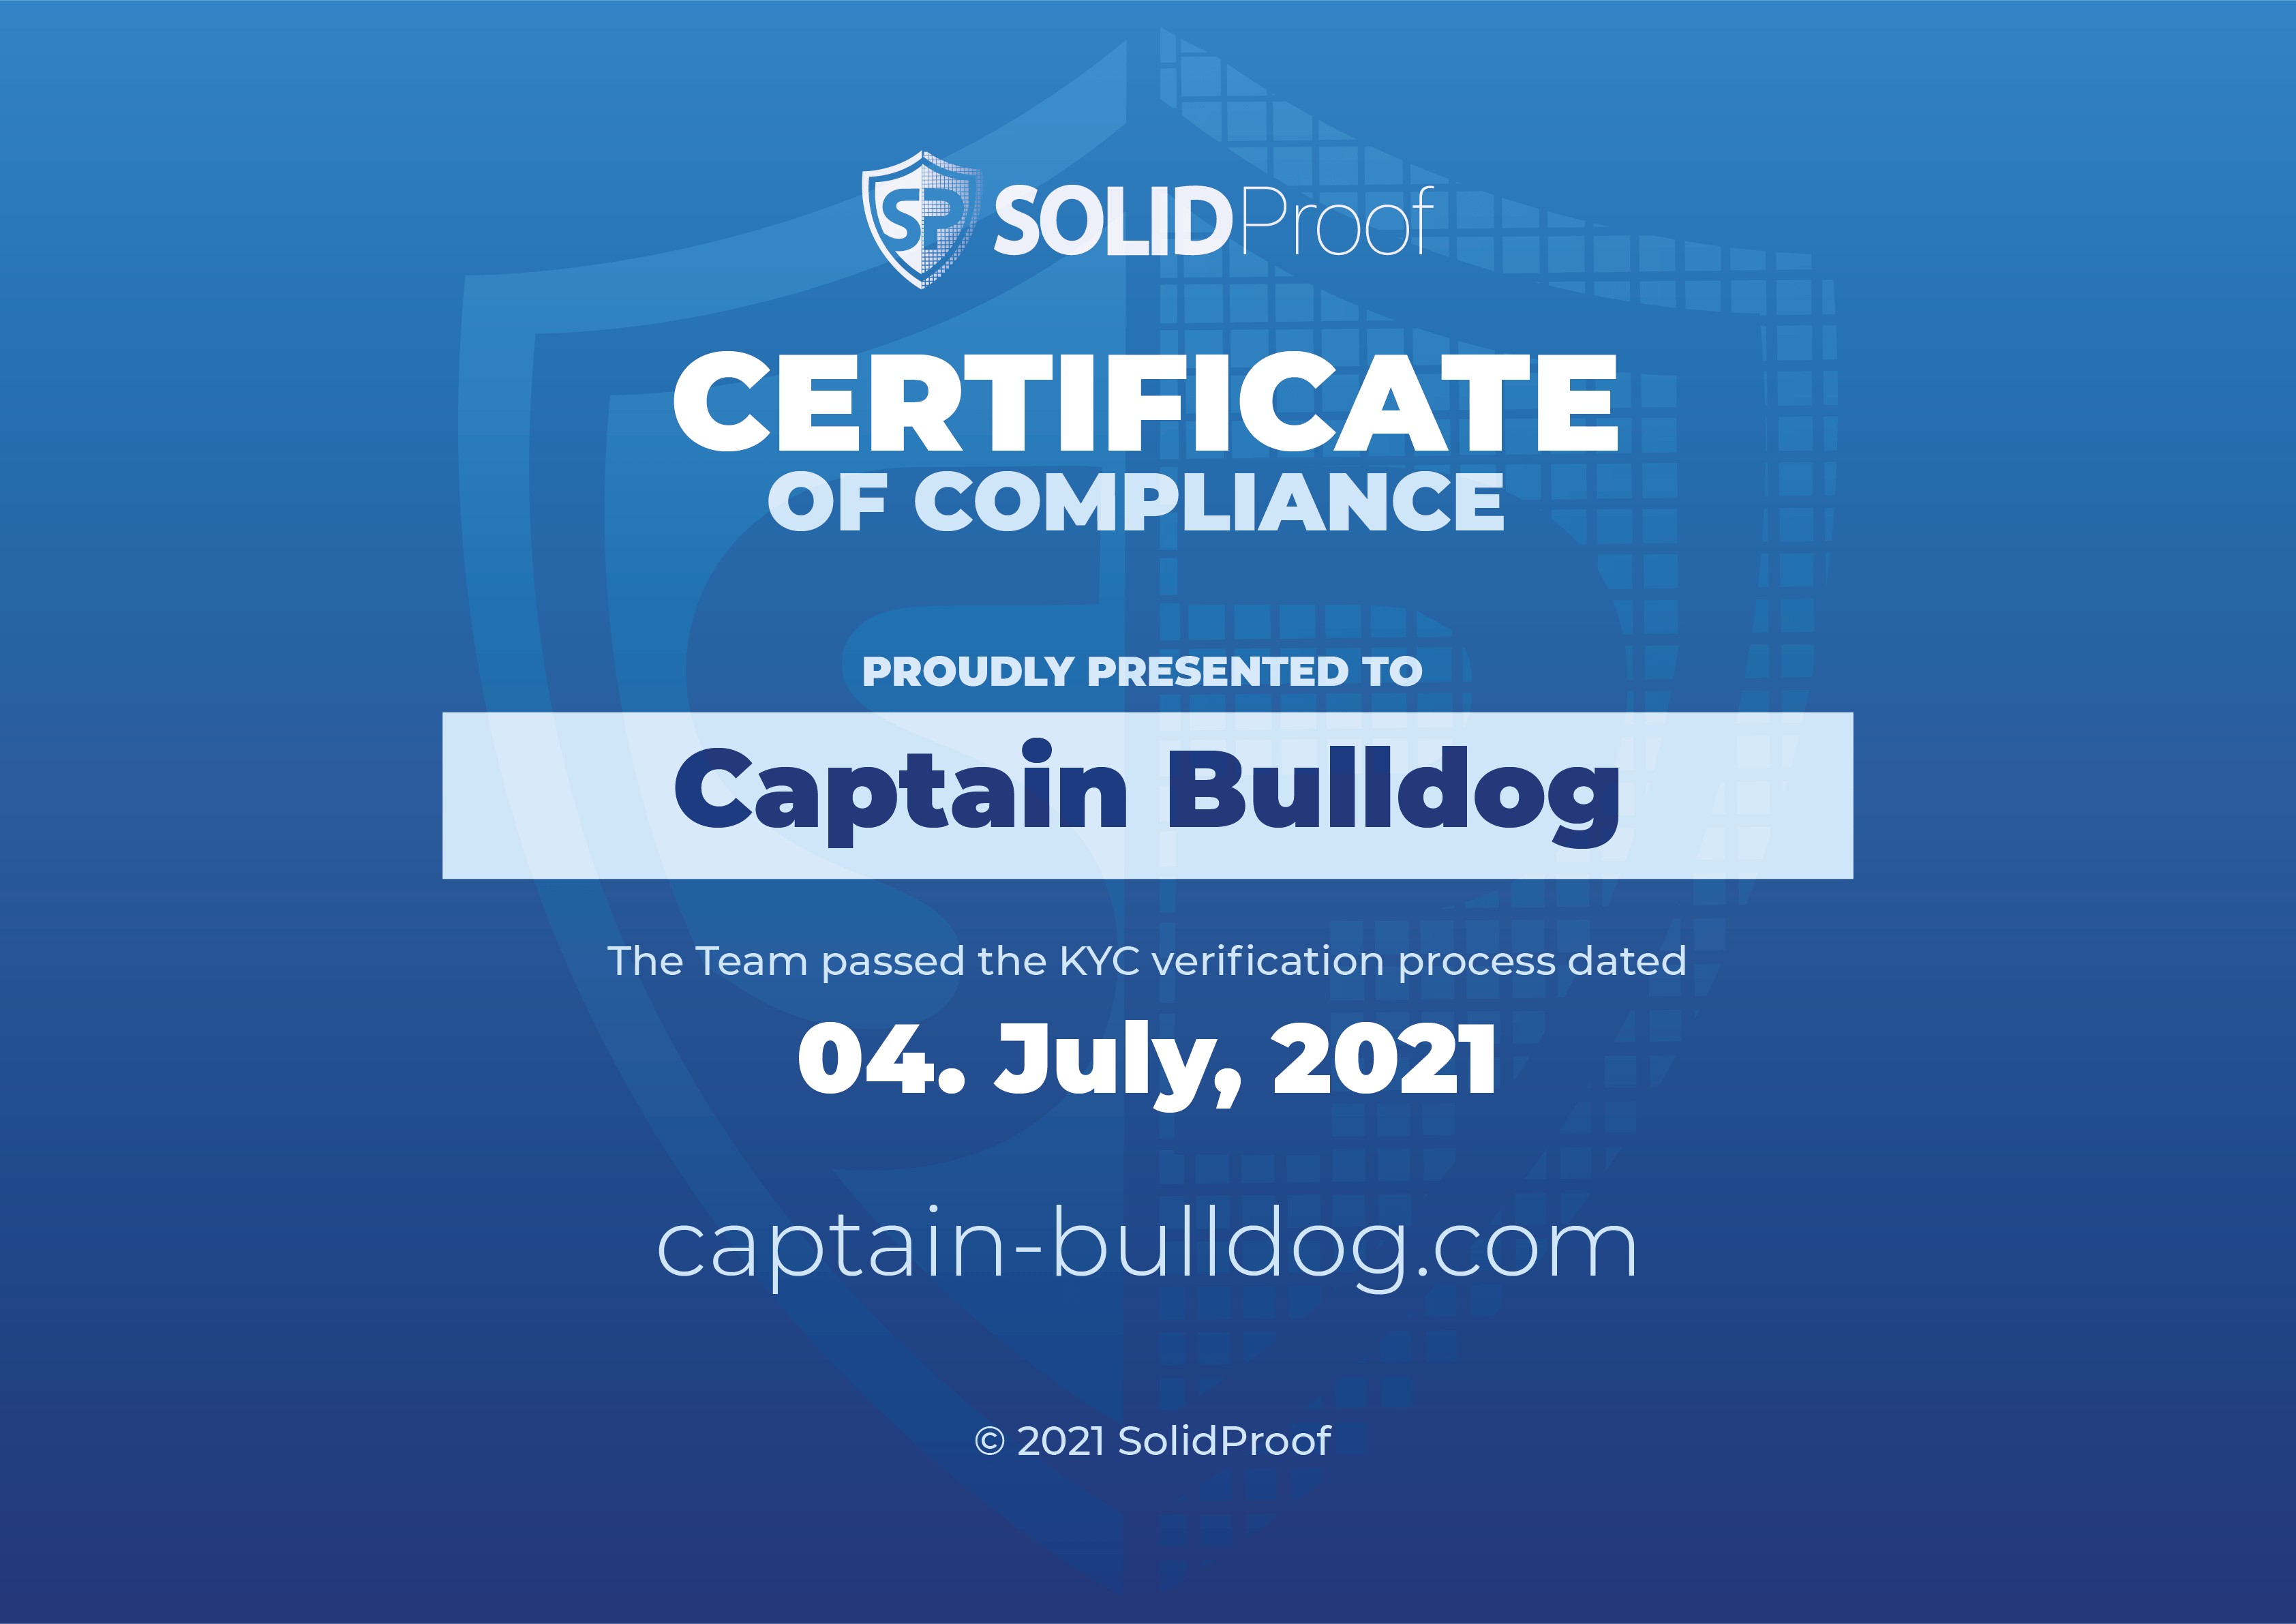 SP SOLIDProof
CERTIFICATE
OF COMPLIANCE
PROUDLY PRESENTED TO
Captain Bulldog
The Team passed the KYC verification process dated
04. July, 2021
captain-bulldog.com
© 2021 SolidProof